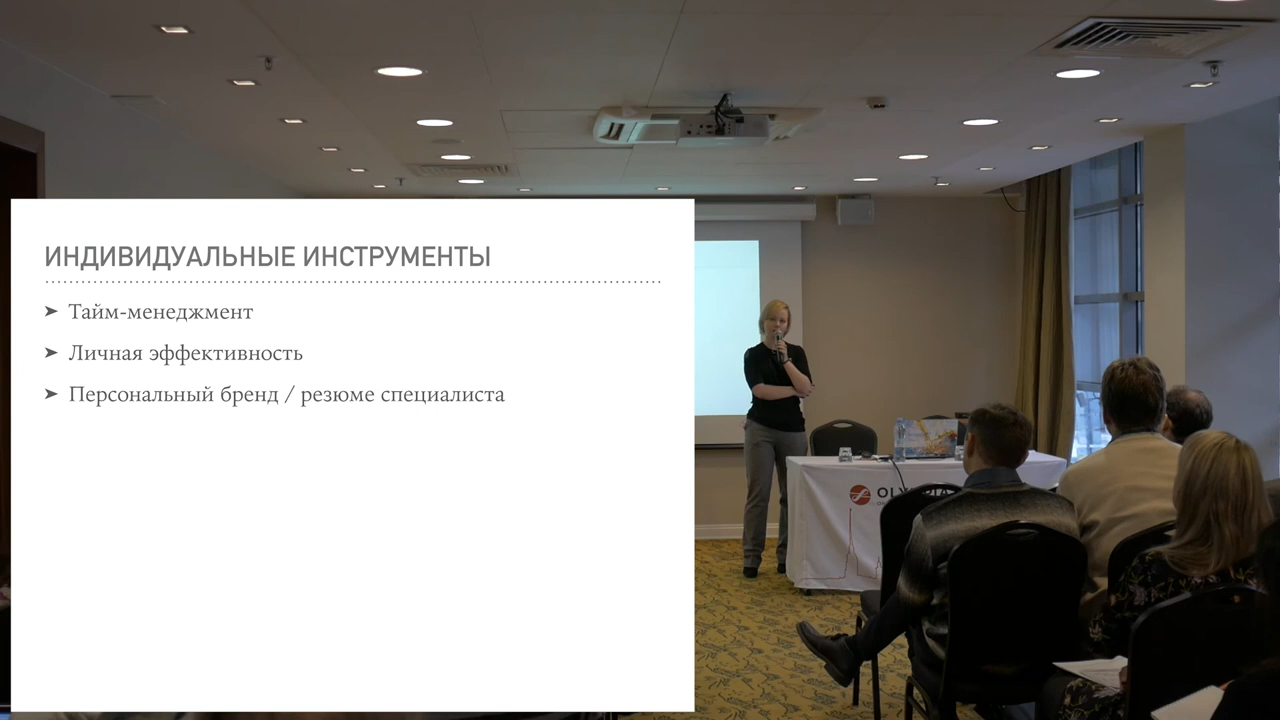 ИНДИВИДУАЛЬНЫЕ ИНСТРУМЕНТЫ
Тайм-менеджмент
Личная эффективность
Персональный бренд / резюме специалиста